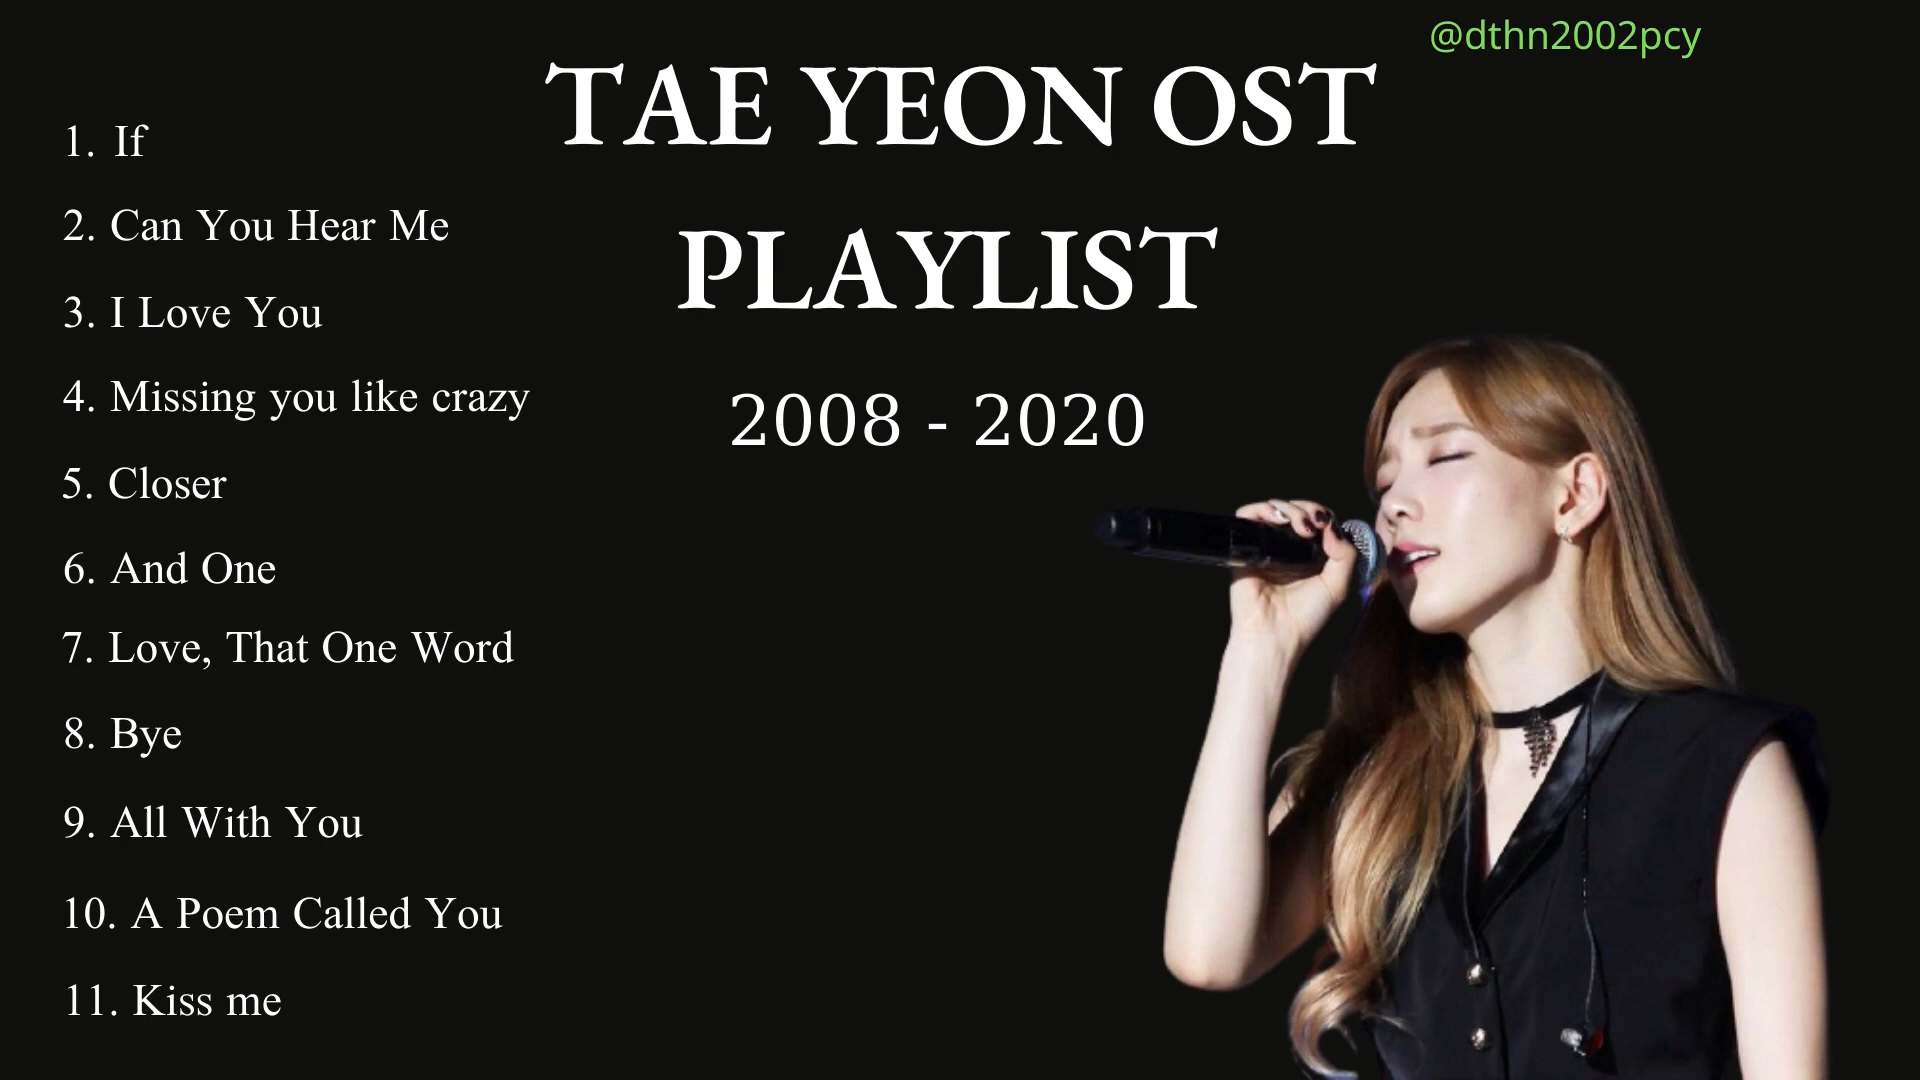 @dthn2002pcy
TAE YEON OST
PLAYLIST
2008 - 2020
1. If
2. Can You Hear Me
3. I Love You
4. Missing you like crazy
5. Closer
6. And One
7. Love, That One Word
8. Bye
9. All With You
10. A Poem Called You
11. Kiss me